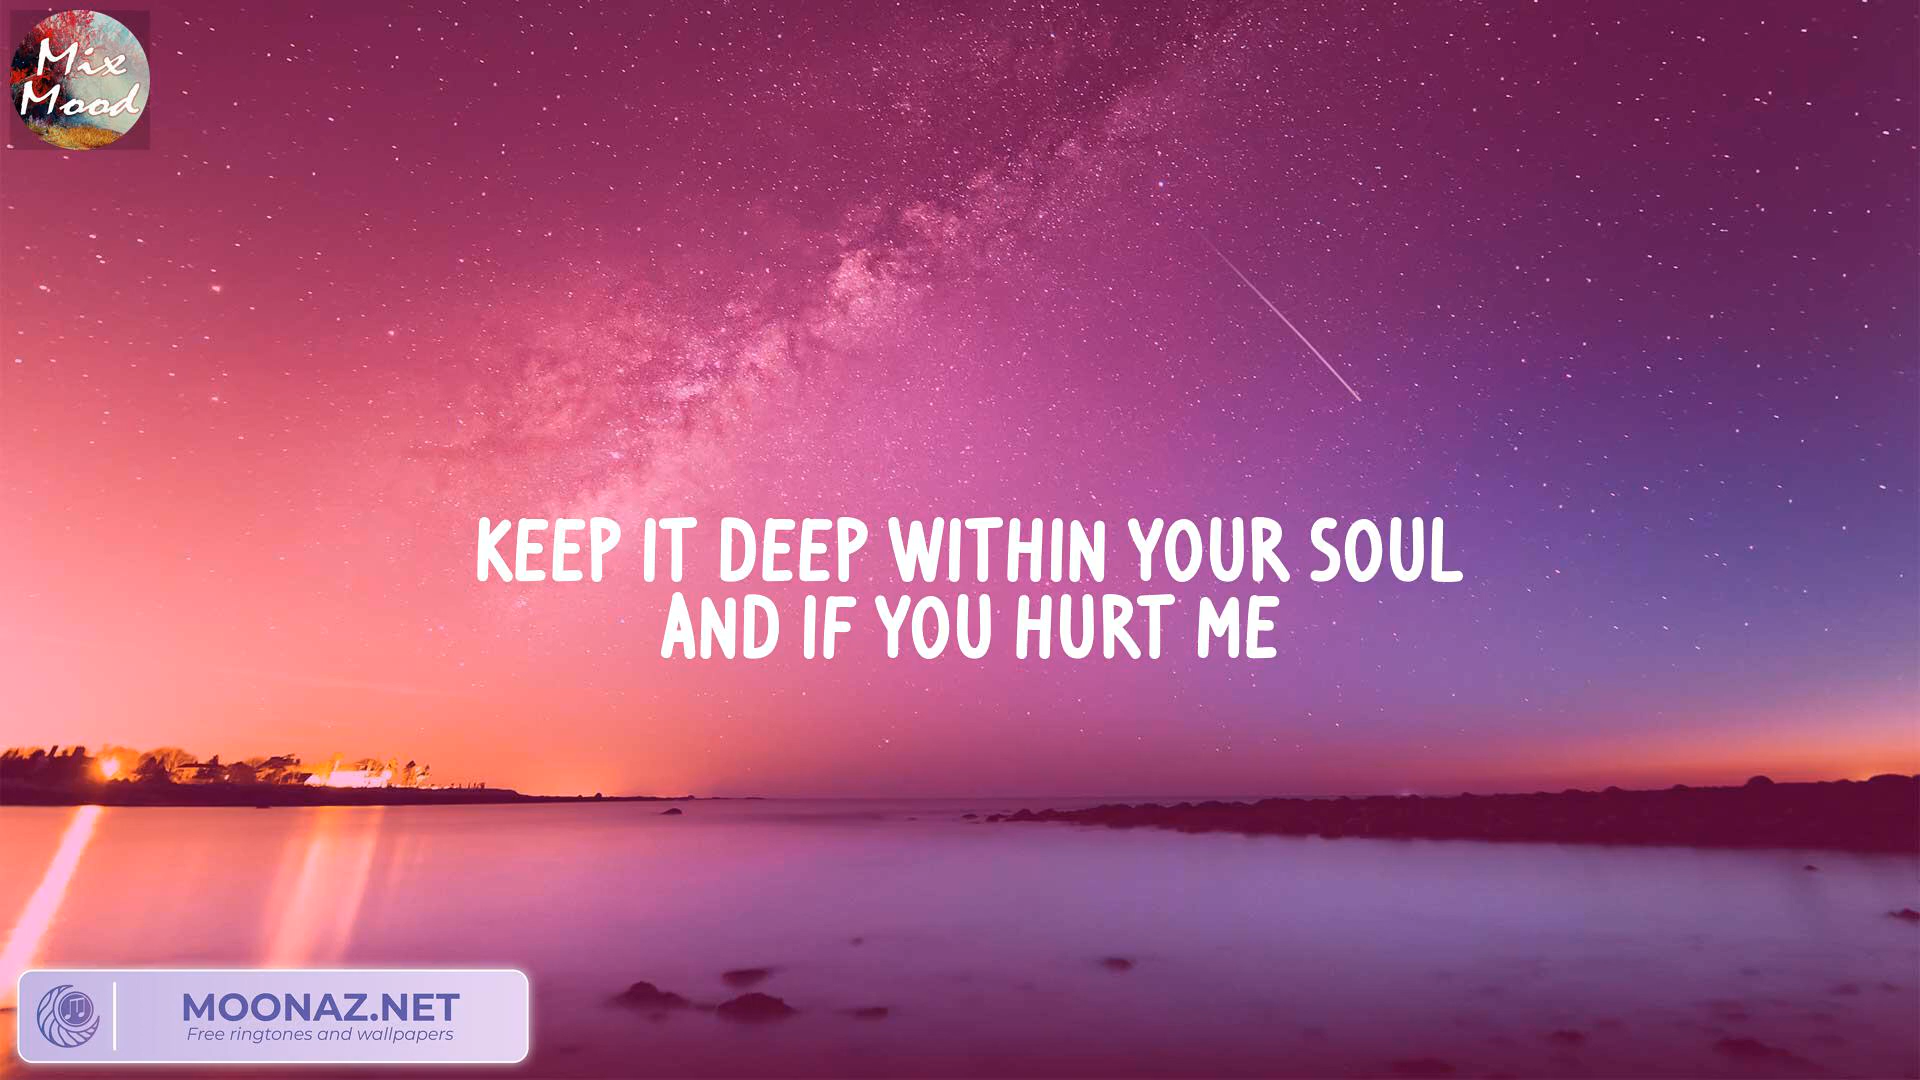 Mix
Mood
KEEP IT DEEP WITHIN YOUR SOUL
AND IF YOU HURT ME
MOONAZ.NET
Free ringtones and wallpapers